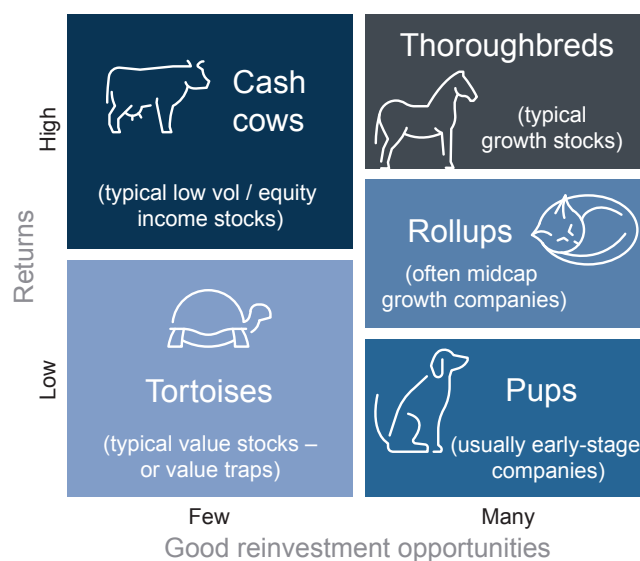 Returns
High
Low
Cash
cows
(typical low vol / equity
income stocks)
Thoroughbreds
(typical
growth stocks)
Rollups
(often midcap
growth companies)
Tortoises
(typical value stocks –
or value traps)
Pups
(usually early-stage
companies)
Few
Many
Good reinvestment opportunities